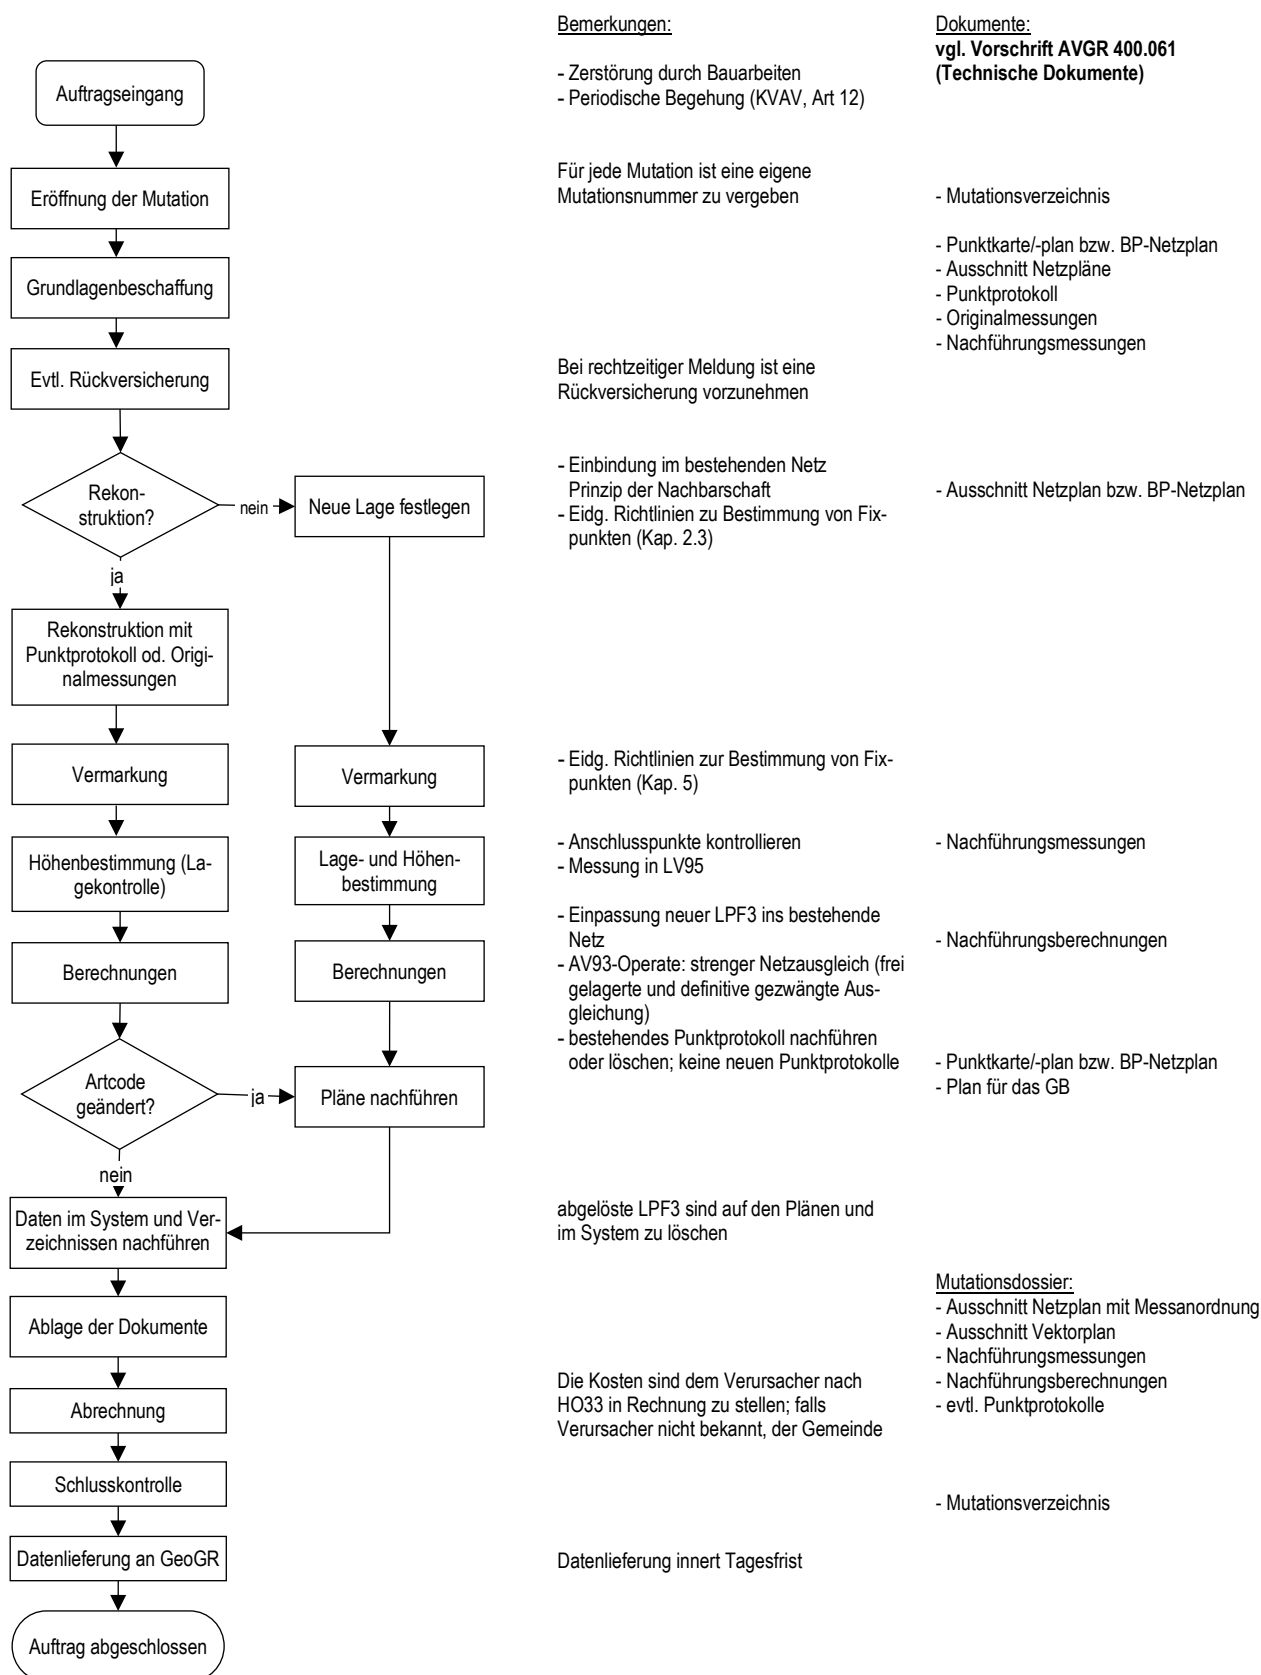 Bemerkungen:
Dokumente:
vgl. Vorschrift AVGR 400.061
(Technische Dokumente)
Auftragseingang
- Zerstörung durch Bauarbeiten
- Periodische Begehung (KVAV, Art 12)
Eröffnung der Mutation
Für jede Mutation ist eine eigene
Mutationsnummer zu vergeben
- Mutationsverzeichnis
Grundlagenbeschaffung
- Punktkarte/-plan bzw. BP-Netzplan
- Ausschnitt Netzpläne
- Punktprotokoll
- Originalmessungen
- Nachführungsmessungen
Evtl. Rückversicherung
Bei rechtzeitiger Meldung ist eine
Rückversicherung vorzunehmen
Rekon-
struktion?
nein
Neue Lage festlegen
- Einbindung im bestehenden Netz
Prinzip der Nachbarschaft
- Eidg. Richtlinien zu Bestimmung von Fix-
punkten (Kap. 2.3)
- Ausschnitt Netzplan bzw. BP-Netzplan
ja
Rekonstruktion mit
Punktprotokoll od. Origi-
nalmessungen
Vermarkung
Vermarkung
- Eidg. Richtlinien zur Bestimmung von Fix-
punkten (Kap. 5)
Höhenbestimmung (La-
gekontrolle)
Lage- und Höhen-
bestimmung
- Anschlusspunkte kontrollieren
- Messung in LV95
- Nachführungsmessungen
Berechnungen
Berechnungen
- Einpassung neuer LPF3 ins bestehende
Netz
- AV93-Operate: strenger Netzausgleich (frei
gelagerte und definitive gezwängte Aus-
gleichung)
- bestehendes Punktprotokoll nachführen
oder löschen; keine neuen Punktprotokolle
- Nachführungsberechnungen
Artcode
geändert?
ja
Pläne nachführen
- Punktkarte/-plan bzw. BP-Netzplan
- Plan für das GB
nein
Daten im System und Ver-
zeichnissen nachführen
abgelöste LPF3 sind auf den Plänen und
im System zu löschen
Ablage der Dokumente
Mutationsdossier:
- Ausschnitt Netzplan mit Messanordnung
- Ausschnitt Vektorplan
- Nachführungsmessungen
- Nachführungsberechnungen
- evtl. Punktprotokolle
Abrechnung
Die Kosten sind dem Verursacher nach
HO33 in Rechnung zu stellen; falls
Verursacher nicht bekannt, der Gemeinde
Schlusskontrolle
- Mutationsverzeichnis
Datenlieferung an GeoGR
Datenlieferung innert Tagesfrist
Auftrag abgeschlossen